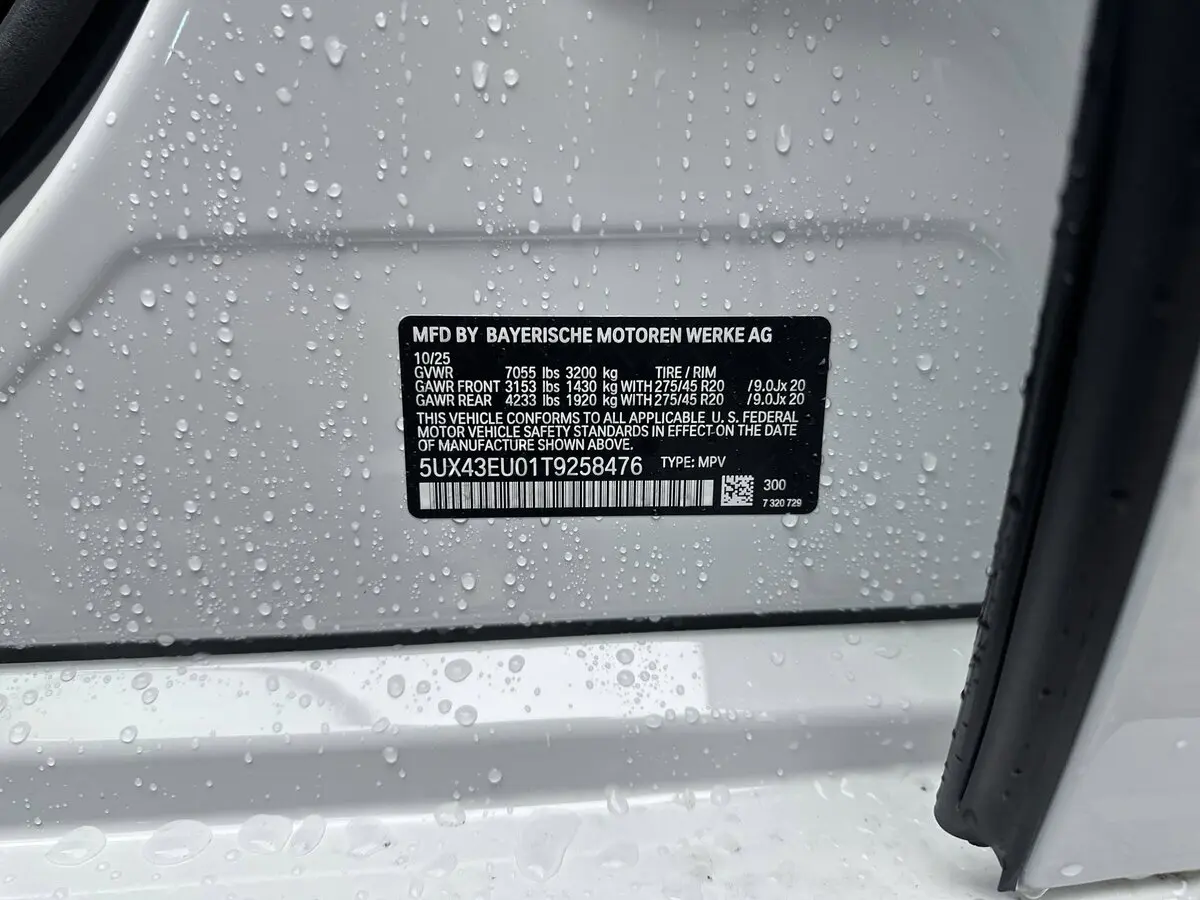 MFD BY BAYERISCHE MOTOREN WERKE AG
10/25
GVWR 7055 lbs 3200 kg TIRE / RIM
GAWR FRONT 3153 lbs 1430 kg WITH 275/45 R20 /9.0Jx 20
GAWR REAR 4233 lbs 1920 kg WITH 275/45 R20 /9.0Jx 20
THIS VEHICLE CONFORMS TO ALL APPLICABLE U. S. FEDERAL
MOTOR VEHICLE SAFETY STANDARDS IN EFFECT ON THE DATE
OF MANUFACTURE SHOWN ABOVE.
5UX43EU01T9258476 TYPE: MPV
300
7 320 729